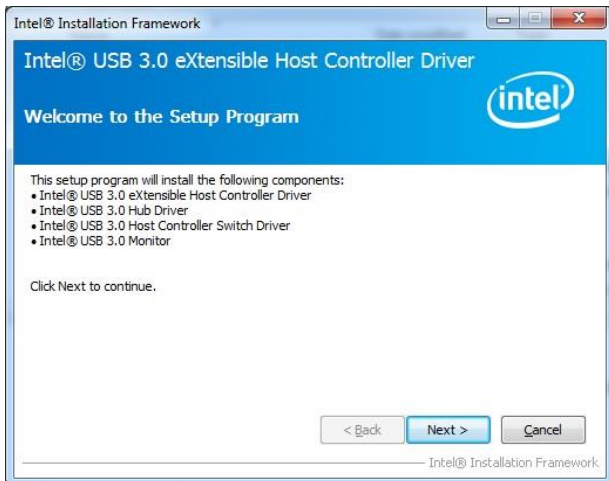 Intel® Installation Framework
Intel® USB 3.0 eXtensible Host Controller Driver
intel
Welcome to the Setup Program
This setup program will install the following components:
• Intel® USB 3.0 eXtensible Host Controller Driver
• Intel® USB 3.0 Hub Driver
• Intel® USB 3.0 Host Controller Switch Driver
• Intel® USB 3.0 Monitor
Click Next to continue.
< Back Next > Cancel
Intel® Installation Framework